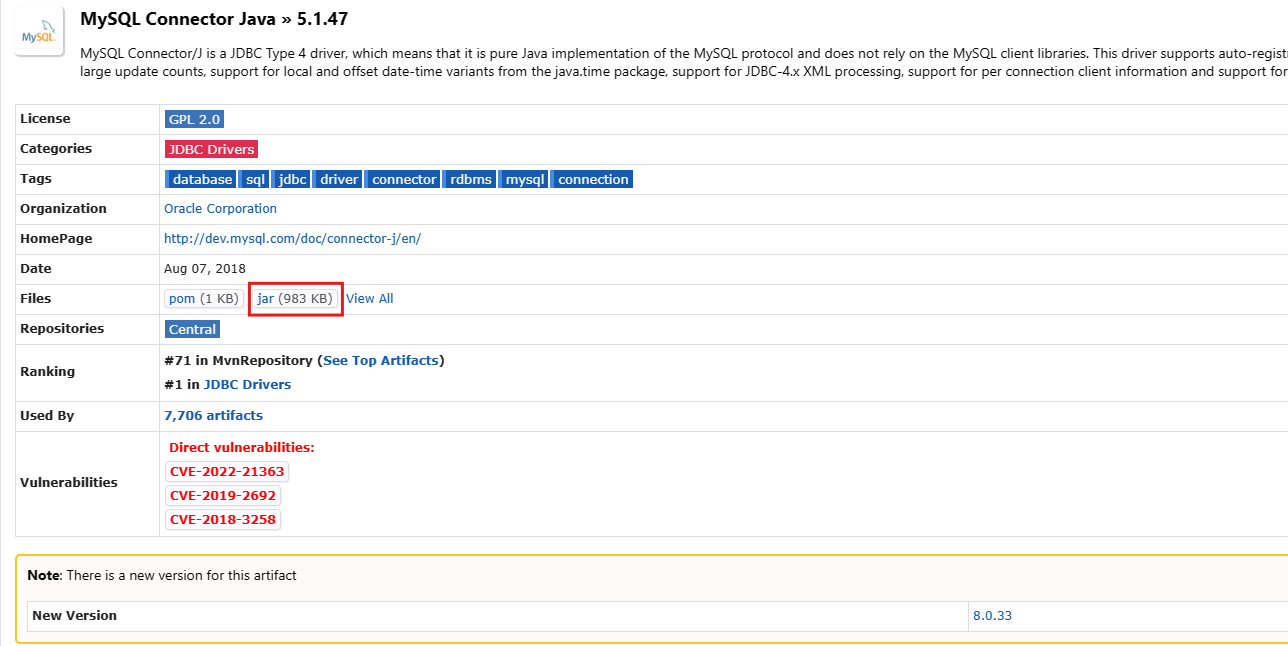 MySQL
MySQL Connector Java » 5.1.47
MySQL Connector/J is a JDBC Type 4 driver, which means that it is pure Java implementation of the MySQL protocol and does not rely on the MySQL client libraries. This driver supports auto-registr
large update counts, support for local and offset date-time variants from the java.time package, support for JDBC-4.x XML processing, support for per connection client information and support for
License GPL 2.0
Categories JDBC Drivers
Tags database sql jdbc driver connector rdbms mysql connection
Organization Oracle Corporation
HomePage http://dev.mysql.com/doc/connector-j/en/
Date Aug 07, 2018
Files pom (1 KB) jar (983 KB) View All
Repositories Central
Ranking #71 in MvnRepository (See Top Artifacts)
#1 in JDBC Drivers
Used By 7,706 artifacts
Vulnerabilities Direct vulnerabilities:
CVE-2022-21363
CVE-2019-2692
CVE-2018-3258
Note: There is a new version for this artifact
New Version 8.0.33